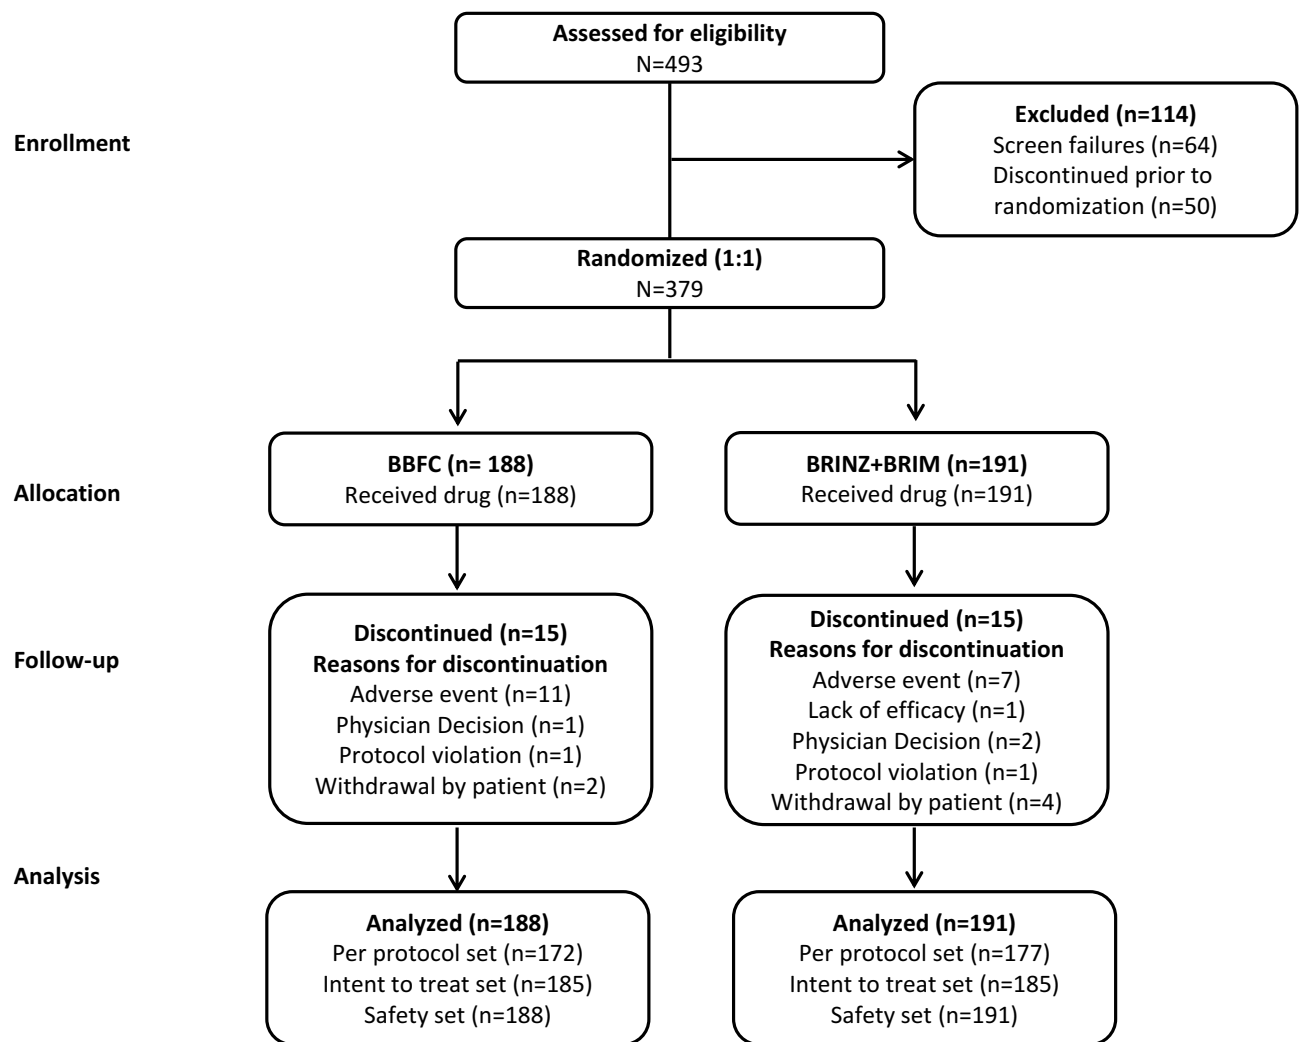 Assessed for eligibility
N=493
Enrollment
Excluded (n=114)
Screen failures (n=64)
Discontinued prior to
randomization (n=50)
Randomized (1:1)
N=379
Allocation
BBFC (n= 188)
Received drug (n=188)
BRINZ+BRIM (n=191)
Received drug (n=191)
Follow-up
Discontinued (n=15)
Reasons for discontinuation
Adverse event (n=11)
Physician Decision (n=1)
Protocol violation (n=1)
Withdrawal by patient (n=2)
Discontinued (n=15)
Reasons for discontinuation
Adverse event (n=7)
Lack of efficacy (n=1)
Physician Decision (n=2)
Protocol violation (n=1)
Withdrawal by patient (n=4)
Analysis
Analyzed (n=188)
Per protocol set (n=172)
Intent to treat set (n=185)
Safety set (n=188)
Analyzed (n=191)
Per protocol set (n=177)
Intent to treat set (n=185)
Safety set (n=191)